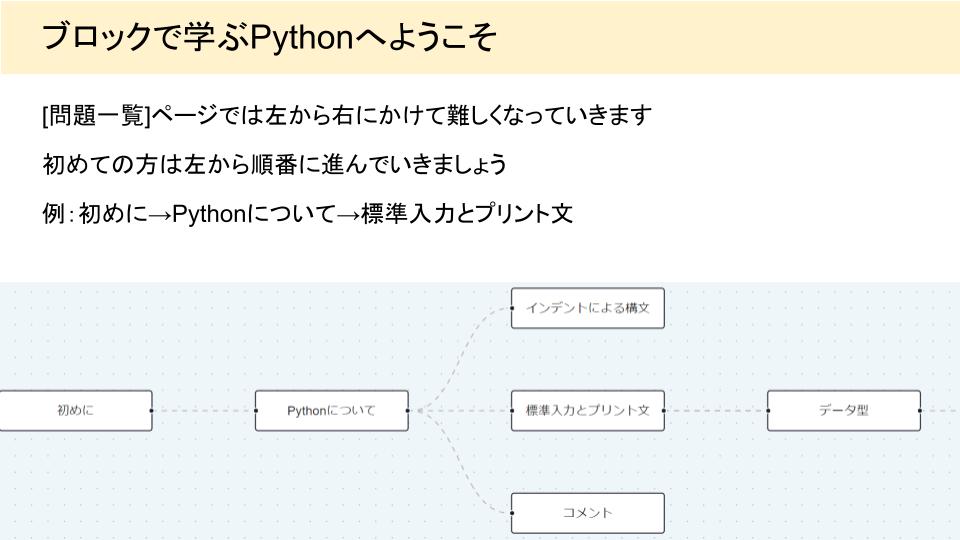 ブロックで学ぶPythonへようこそ
[問題一覧]ページでは左から右にかけて難しくなっていきます
初めての方は左から順番に進んでいきましょう
例：初めに→Pythonについて→標準入力とプリント文
インデントによる構文
初めに
Pythonについて
標準入力とプリント文
データ型
コメント